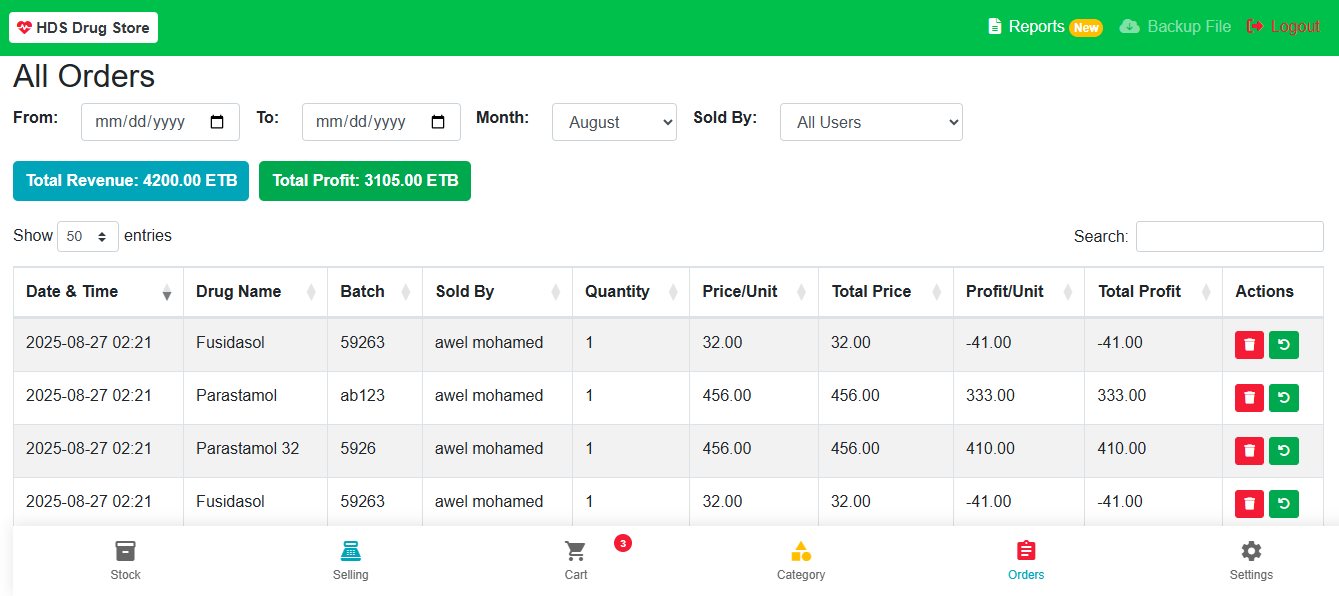 HDS Drug Store
Reports New Backup File Logout
All Orders
From: mm/dd/yyyy To: mm/dd/yyyy Month: August Sold By: All Users
Total Revenue: 4200.00 ETB Total Profit: 3105.00 ETB
Show 50 entries Search:
Date & Time Drug Name Batch Sold By Quantity Price/Unit Total Price Profit/Unit Total Profit Actions
2025-08-27 02:21 Fusidasol 59263 awel mohamed 1 32.00 32.00 -41.00 -41.00
2025-08-27 02:21 Parastamol ab123 awel mohamed 1 456.00 456.00 333.00 333.00
2025-08-27 02:21 Parastamol 32 5926 awel mohamed 1 456.00 456.00 410.00 410.00
2025-08-27 02:21 Fusidasol 59263 awel mohamed 1 32.00 32.00 -41.00 -41.00
3
Stock Selling Cart Category Orders Settings